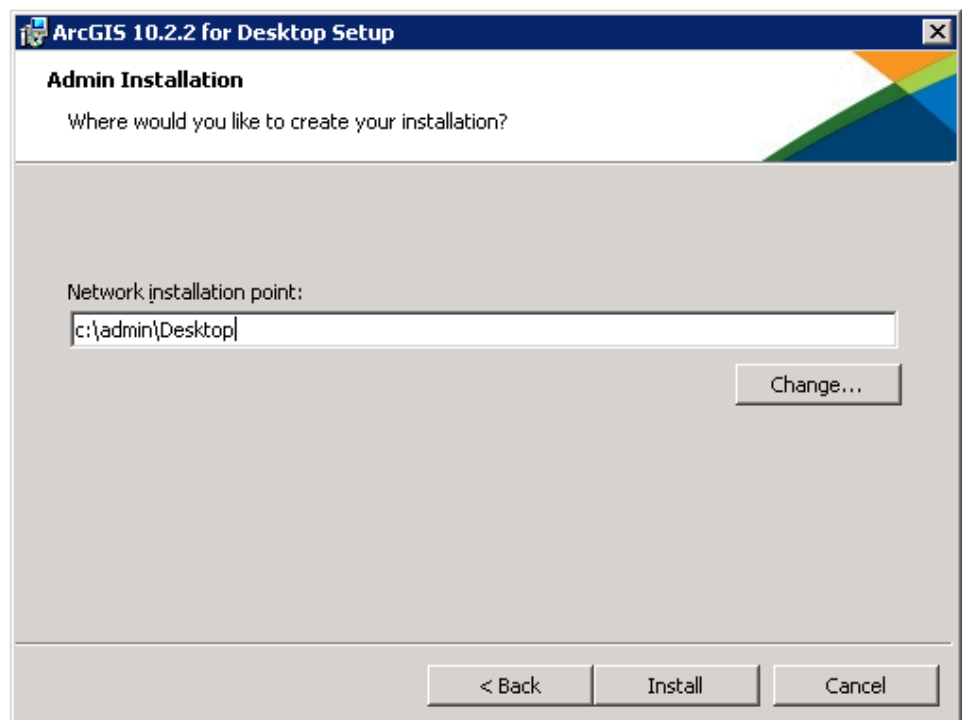 ArcGIS 10.2.2 for Desktop Setup
Admin Installation
Where would you like to create your installation?
Network installation point:
c:\admin\Desktop
Change...
< Back Install Cancel